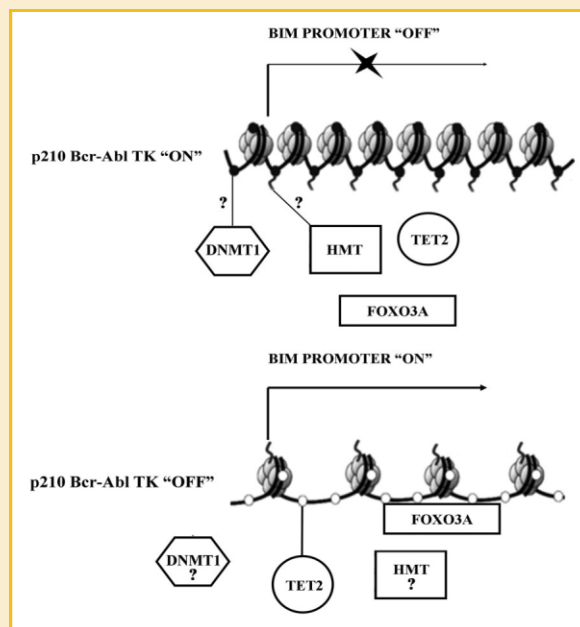 BIM PROMOTER “OFF”
p210 Bcr-Abl TK “ON”
?
?
DNMT1
HMT
TET2
FOXO3A
BIM PROMOTER “ON”
p210 Bcr-Abl TK “OFF”
FOXO3A
DNMT1
?
TET2
HMT
?